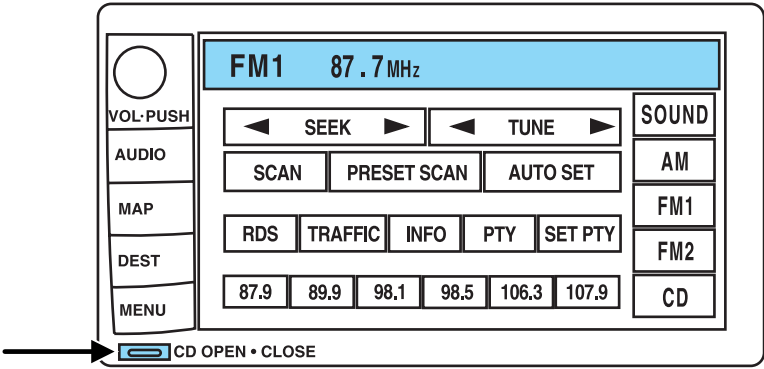 FM1 87.7 MHz
VOL·PUSH
AUDIO
MAP
DEST
MENU
SEEK TUNE
SCAN PRESET SCAN AUTO SET
RDS TRAFFIC INFO PTY SET PTY
87.9 89.9 98.1 98.5 106.3 107.9
SOUND
AM
FM1
FM2
CD
CD OPEN • CLOSE